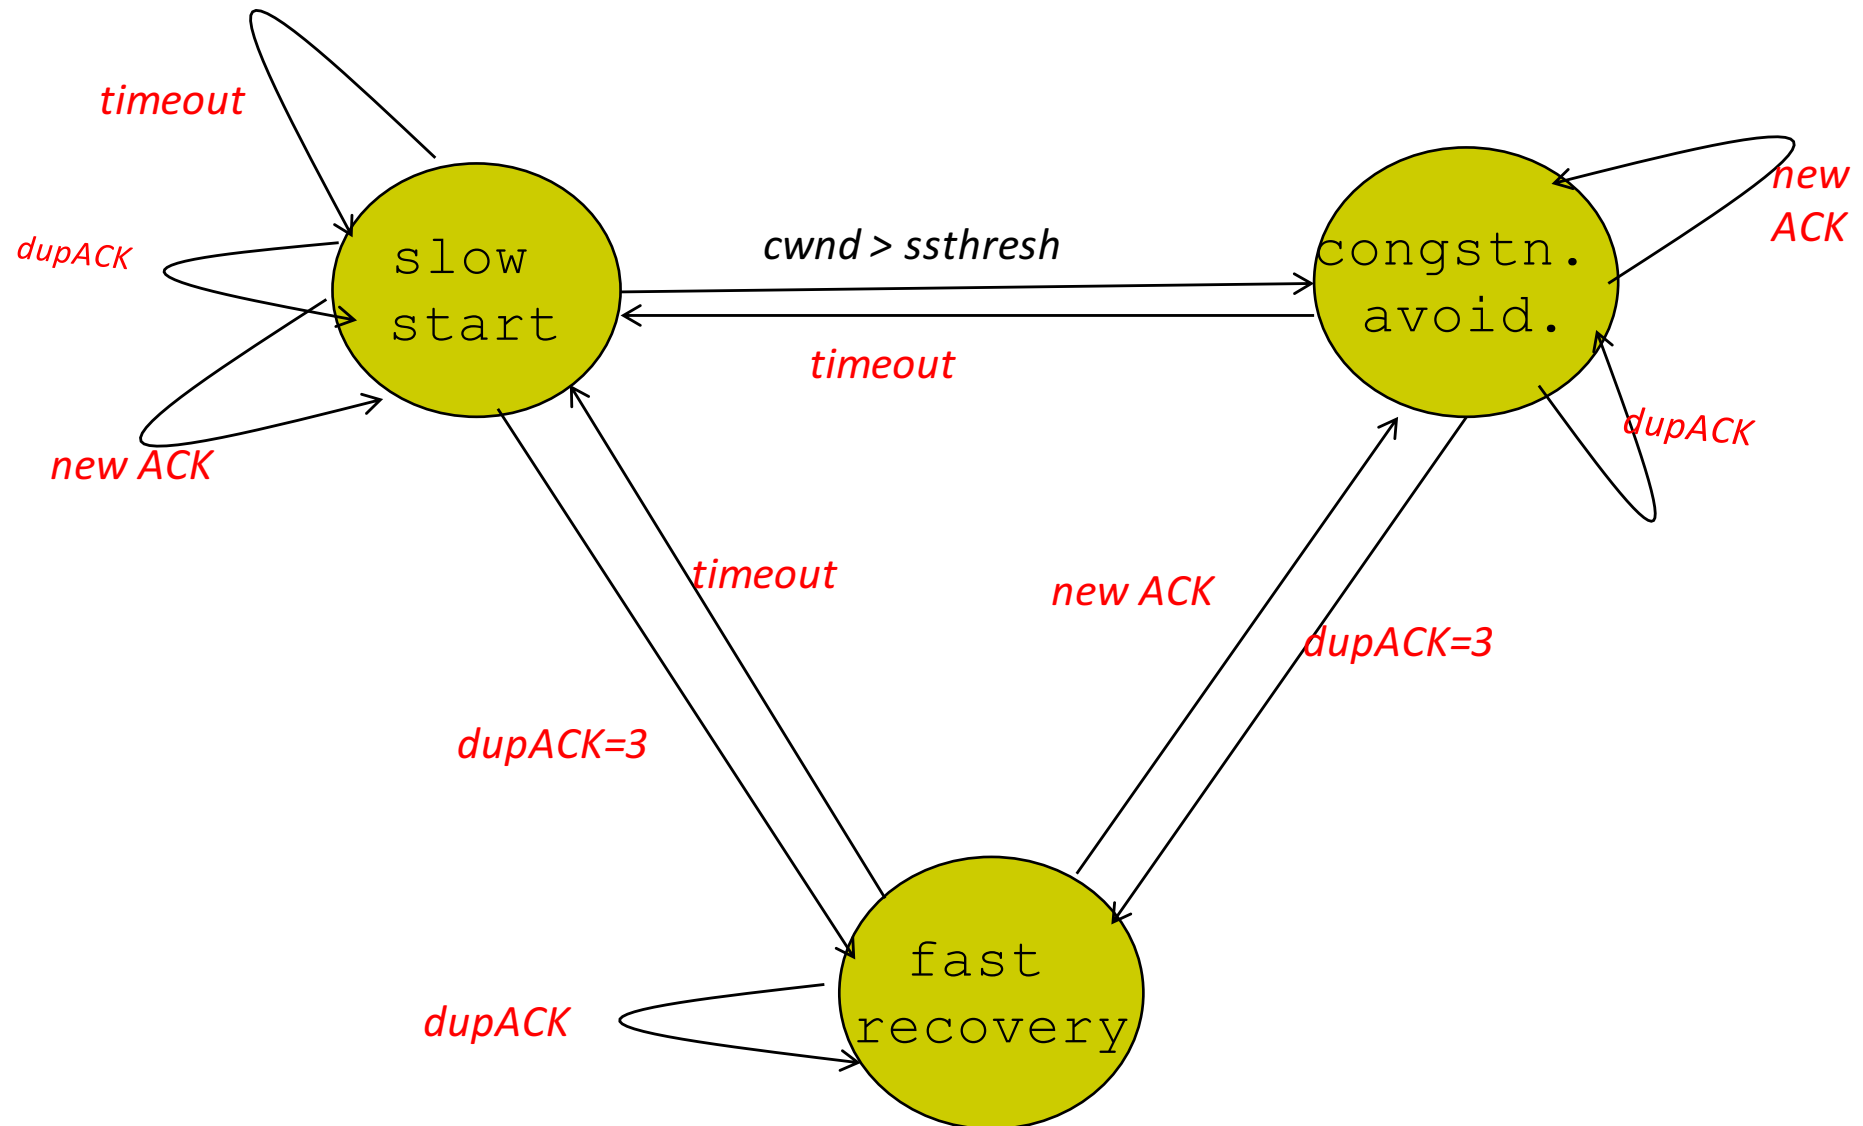 timeout
new
ACK
dupACK
slow
start
cwnd > ssthresh
congstn.
avoid.
timeout
dupACK
new ACK
timeout
new ACK
dupACK=3
dupACK=3
fast
recovery
dupACK